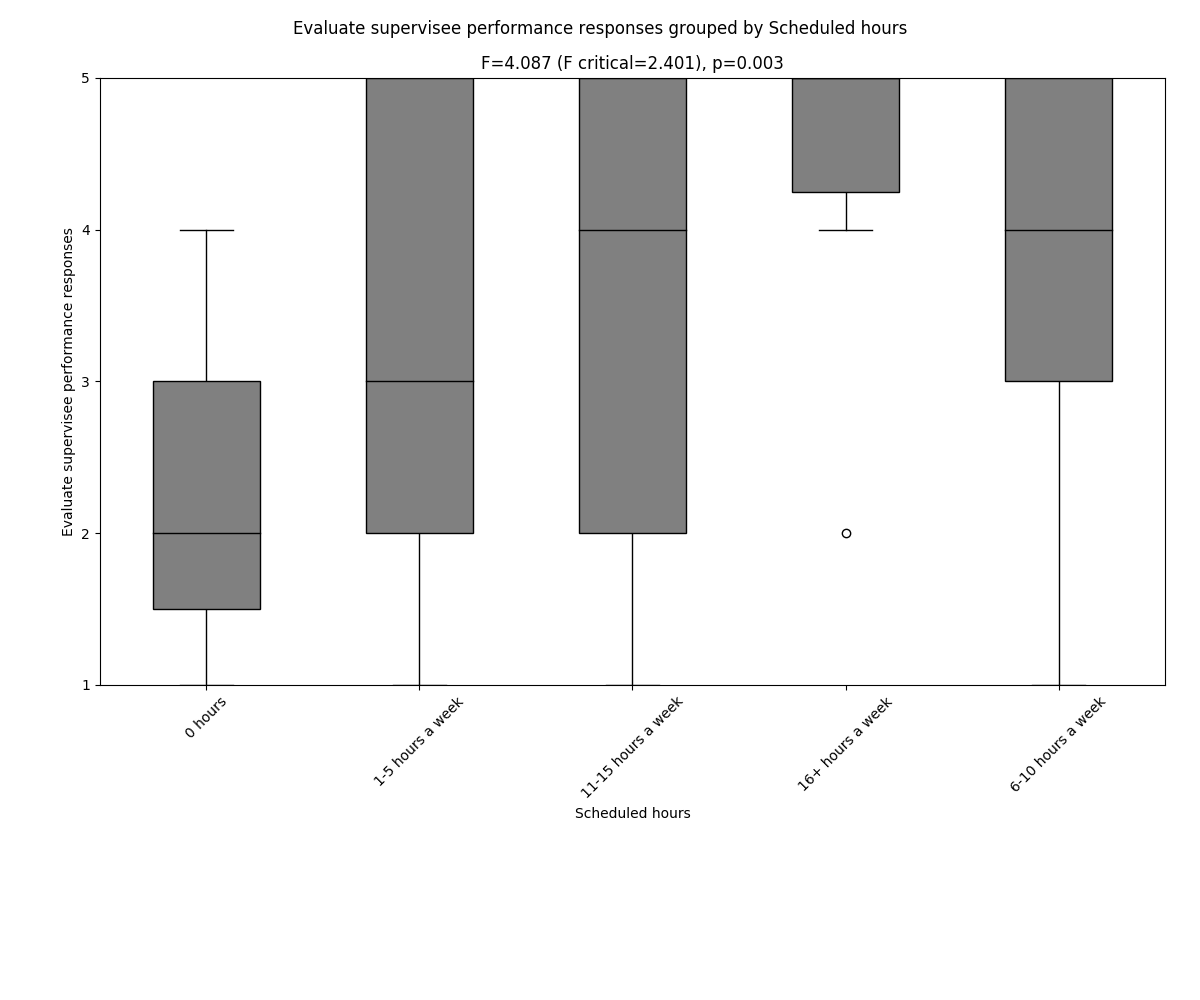 Evaluate supervisee performance responses grouped by Scheduled hours
F=4.087 (F critical=2.401), p=0.003
Evaluate supervisee performance responses
5
4
3
2
1
0 hours
1-5 hours a week
11-15 hours a week
16+ hours a week
6-10 hours a week
Scheduled hours